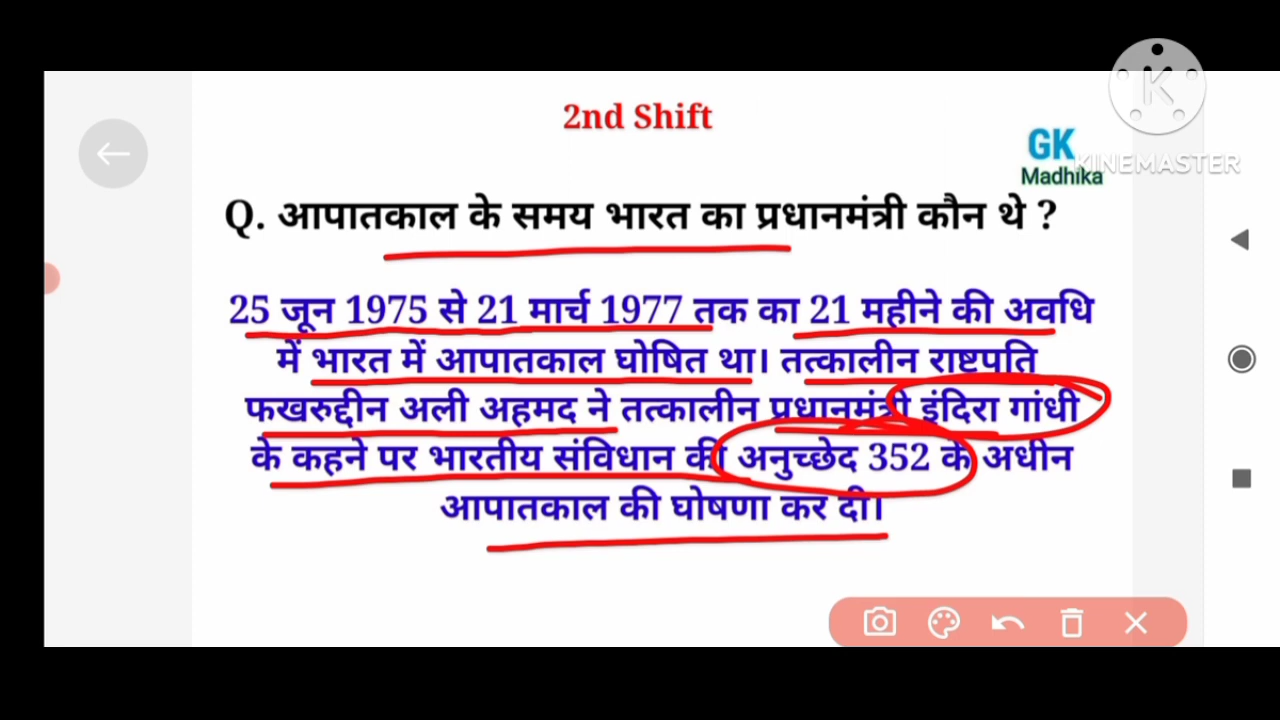 2nd Shift
GK
Madhika
KINEMASTER
Q. आपातकाल के समय भारत का प्रधानमंत्री कौन थे ?
25 जून 1975 से 21 मार्च 1977 तक का 21 महीने की अवधि
में भारत में आपातकाल घोषित था। तत्कालीन राष्टपति
फखरुद्दीन अली अहमद ने तत्कालीन प्रधानमंत्री इंदिरा गांधी
के कहने पर भारतीय संविधान की अनुच्छेद 352 के अधीन
आपातकाल की घोषणा कर दी।